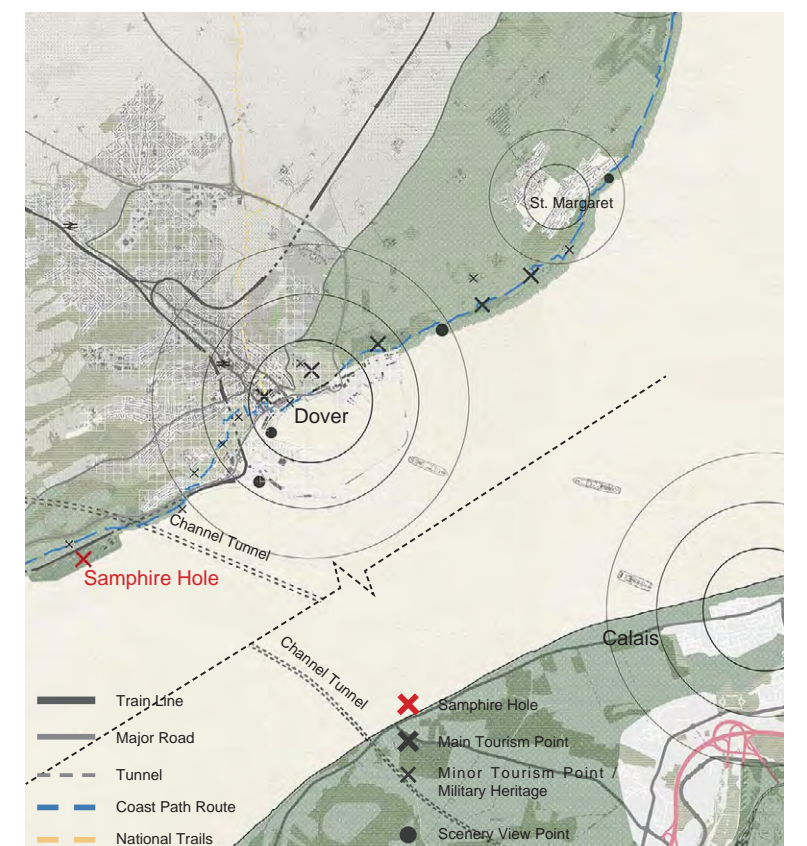 St. Margaret
Dover
Channel Tunnel
Samphire Hole
Calais
Channel Tunnel
Train Line
Major Road
Tunnel
Coast Path Route
National Trails
Samphire Hole
Main Tourism Point
Minor Tourism Point /
Military Heritage
Scenery View Point